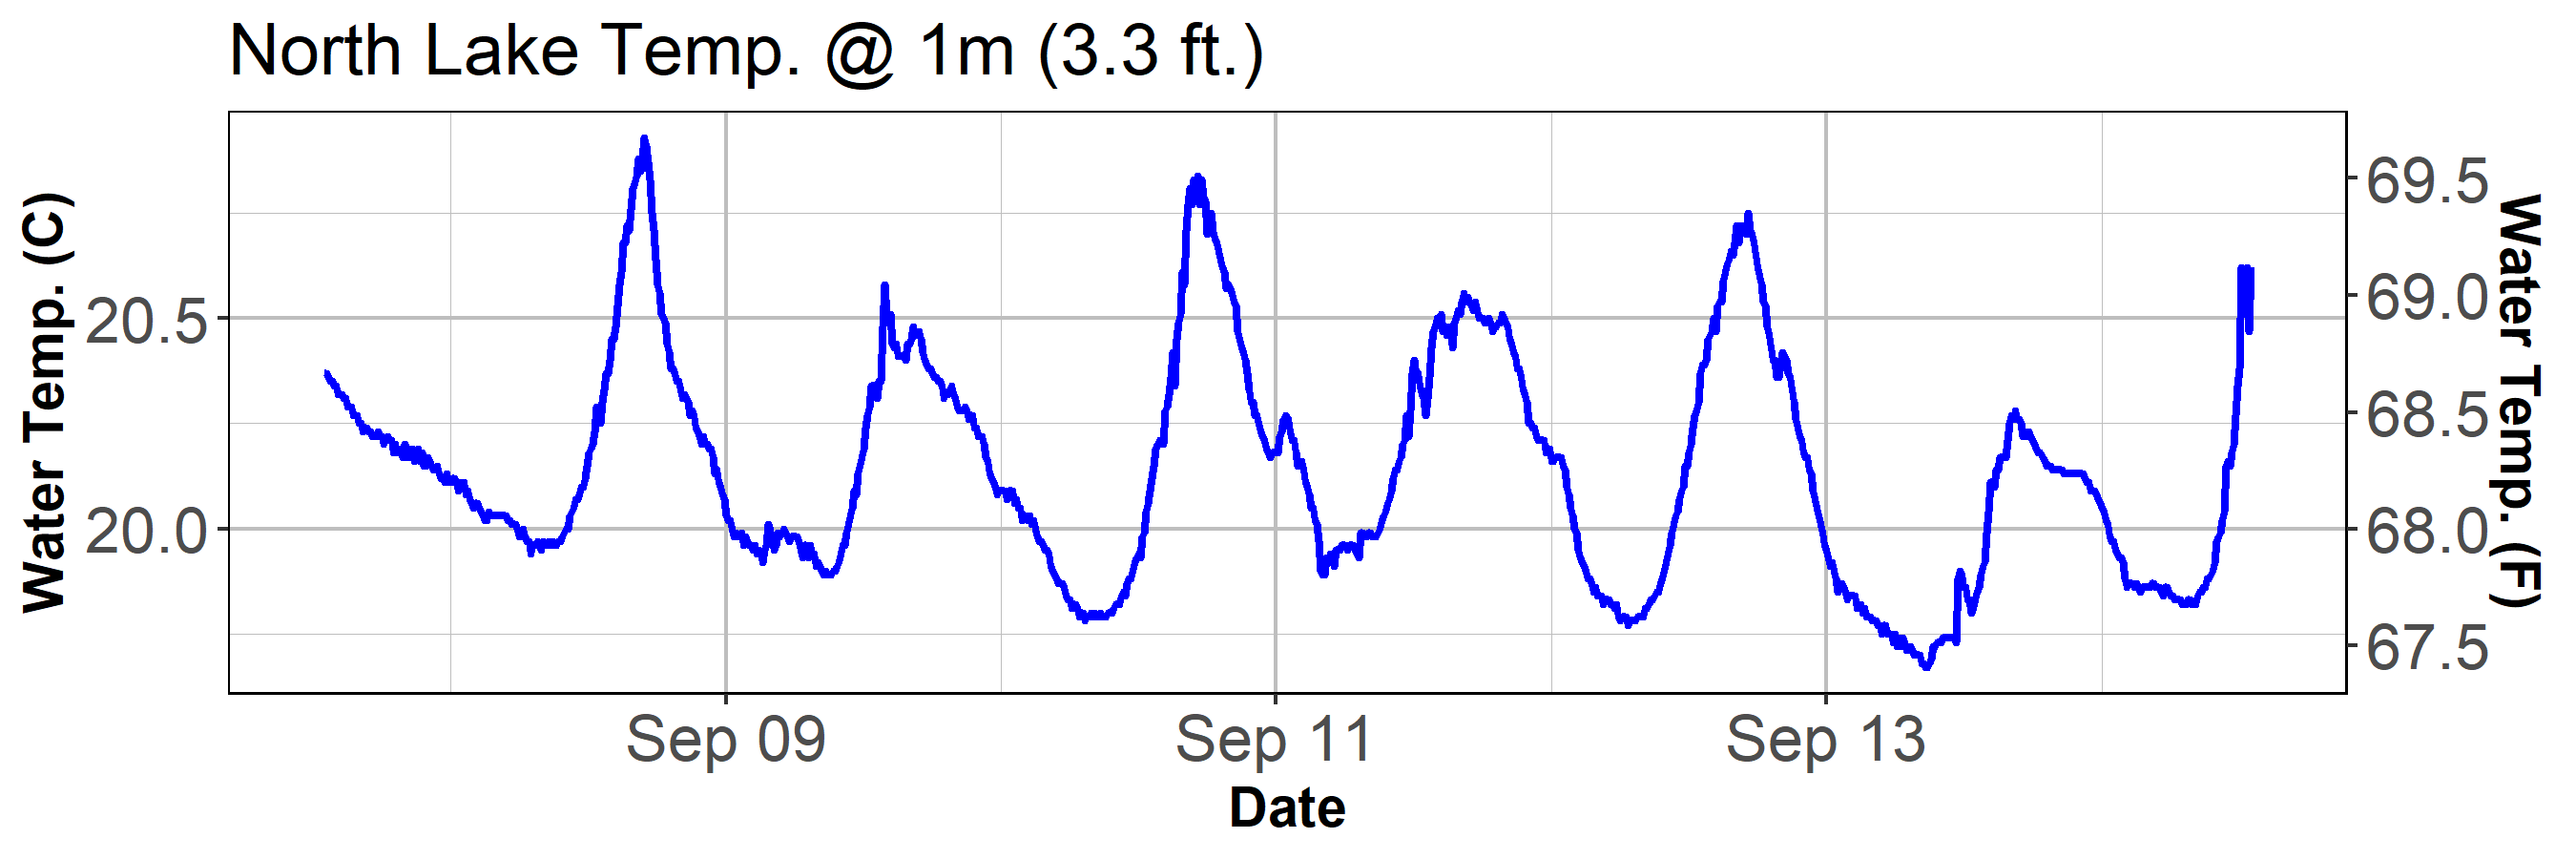 North Lake Temp. @ 1m (3.3 ft.)
Water Temp. (C)
20.5
20.0
69.5
69.0
68.5
68.0
67.5
Water Temp. (F)
Sep 09
Sep 11
Sep 13
Date